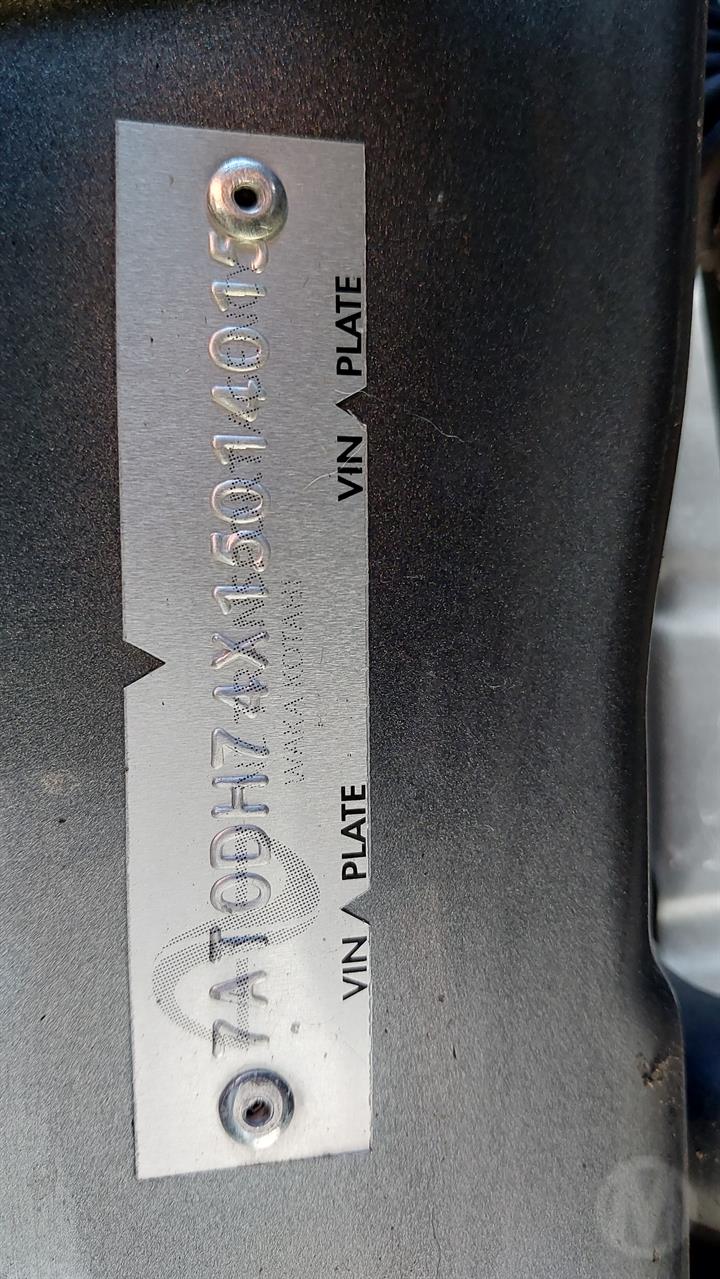 7AT0DH74X15014015
WAKA KOTAHI
VIN PLATE VIN PLATE